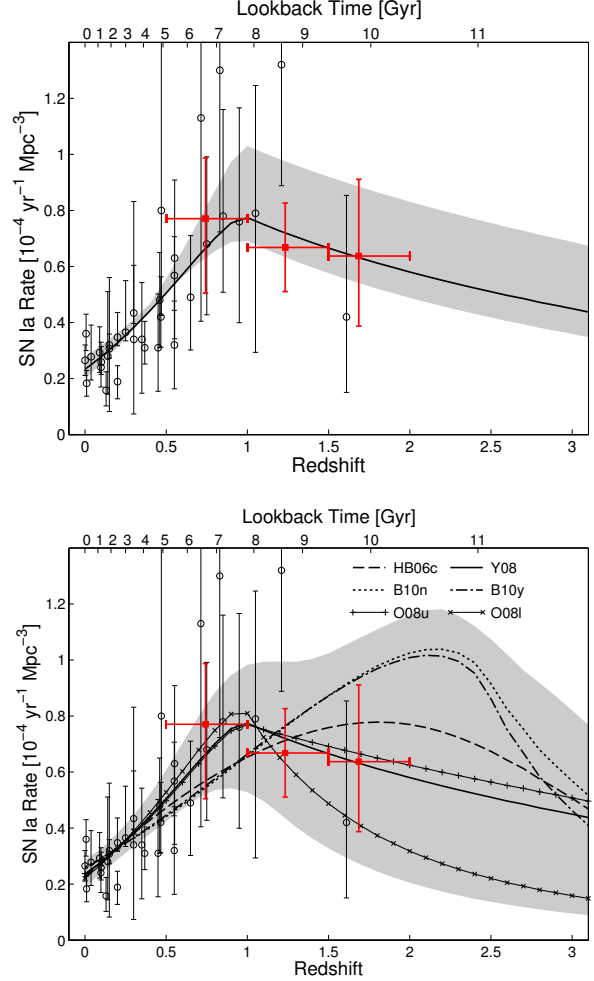 Lookback Time [Gyr]
0 1 2 3 4 5 6 7 8 9 10 11
SN Ia Rate [10⁻⁴ yr⁻¹ Mpc⁻³]
1.2
1
0.8
0.6
0.4
0.2
0
0 0.5 1 1.5 2 2.5 3
Redshift
Lookback Time [Gyr]
0 1 2 3 4 5 6 7 8 9 10 11
SN Ia Rate [10⁻⁴ yr⁻¹ Mpc⁻³]
HB06c Y08
B10n B10y
O08u O08l
1.2
1
0.8
0.6
0.4
0.2
0
0 0.5 1 1.5 2 2.5 3
Redshift